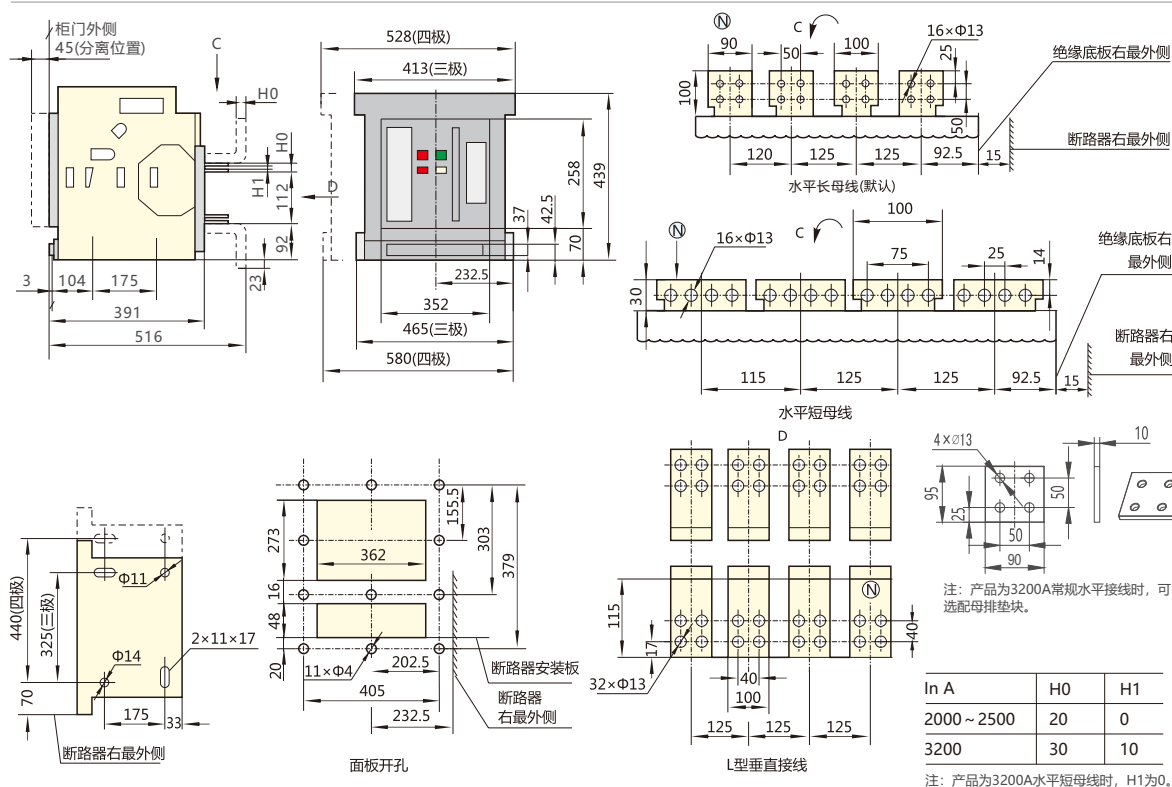 柜门外侧
45(分离位置)
C
H0
H0
H1
112
92
23
3
104
175
391
516
528(四极)
413(三极)
D
258
439
37
42.5
70
232.5
352
465(三极)
580(四极)
N
C
16×Φ13
90
50
100
25
100
50
绝缘底板右最外侧
断路器右最外侧
120
125
125
92.5
15
水平长母线(默认)
N
16×Φ13
C
100
75
25
14
30
绝缘底板右
最外侧
断路器右
最外侧
115
125
125
92.5
15
水平短母线
440(四极)
325(三极)
70
Φ11
2×11×17
Φ14
175
33
断路器右最外侧
273
362
16
48
20
155.5
303
379
11×Φ4
202.5
405
232.5
断路器安装板
断路器
右最外侧
面板开孔
D
115
17
N
40
32×Φ13
40
100
125
125
125
L型垂直接线
4×Ø13
10
95
25
50
50
90
注：产品为3200A常规水平接线时，可
选配母排垫块。
In A H0 H1
2000～2500 20 0
3200 30 10
注：产品为3200A水平短母线时，H1为0。